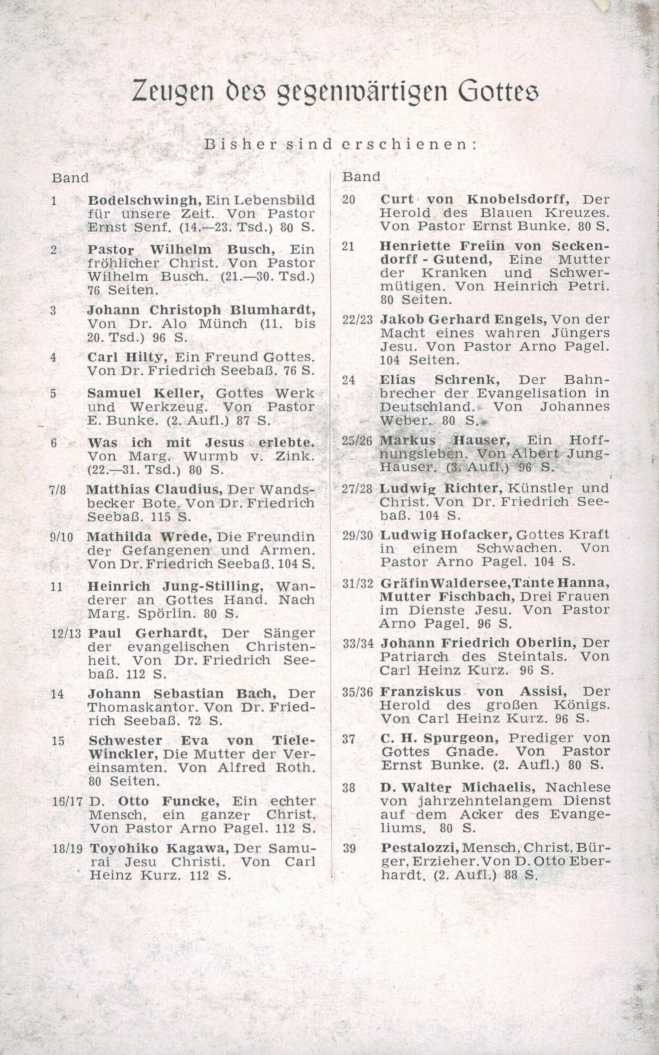 Zeugen des gegenwärtigen Gottes
Bisher sind erschienen:
Band
1 Bodelschwingh, Ein Lebensbild
für unsere Zeit. Von Pastor
Ernst Senf. (14.—23. Tsd.) 80 S.
2 Pastor Wilhelm Busch, Ein
fröhlicher Christ. Von Pastor
Wilhelm Busch. (21.—30. Tsd.)
76 Seiten.
3 Johann Christoph Blumhardt,
Von Dr. Alo Münch (11. bis
20. Tsd.) 96 S.
4 Carl Hilty, Ein Freund Gottes.
Von Dr. Friedrich Seebaß. 76 S.
5 Samuel Keller, Gottes Werk
und Werkzeug. Von Pastor
E. Bunke. (2. Aufl.) 87 S.
6 Was ich mit Jesus erlebte.
Von Marg. Wurmb v. Zink.
(22.—31. Tsd.) 80 S.
7/8 Matthias Claudius, Der Wands-
becker Bote. Von Dr. Friedrich
Seebaß. 115 S.
9/10 Mathilda Wrede, Die Freundin
der Gefangenen und Armen.
Von Dr. Friedrich Seebaß. 104 S.
11 Heinrich Jung-Stilling, Wan-
derer an Gottes Hand. Nach
Marg. Spörlin. 80 S.
12/13 Paul Gerhardt, Der Sänger
der evangelischen Christen-
heit. Von Dr. Friedrich See-
baß. 112 S.
14 Johann Sebastian Bach, Der
Thomaskantor. Von Dr. Fried-
rich Seebaß. 72 S.
15 Schwester Eva von Tiele-
Winckler, Die Mutter der Ver-
einsamten. Von Alfred Roth.
80 Seiten.
16/17 D. Otto Funcke, Ein echter
Mensch, ein ganzer Christ.
Von Pastor Arno Pagel. 112 S.
18/19 Toyohiko Kagawa, Der Samu-
rai Jesu Christi. Von Carl
Heinz Kurz. 112 S.
Band
20 Curt von Knobelsdorff, Der
Herold des Blauen Kreuzes.
Von Pastor Ernst Bunke. 80 S.
21 Henriette Freiin von Secken-
dorff - Gutend, Eine Mutter
der Kranken und Schwer-
mütigen. Von Heinrich Petri.
80 Seiten.
22/23 Jakob Gerhard Engels, Von der
Macht eines wahren Jüngers
Jesu. Von Pastor Arno Pagel.
104 Seiten.
24 Elias Schrenk, Der Bahn-
brecher der Evangelisation in
Deutschland. Von Johannes
Weber. 80 S.
25/26 Markus Hauser, Ein Hoff-
nungsleben. Von Albert Jung-
Hauser. (3. Aufl.) 96 S.
27/28 Ludwig Richter, Künstler und
Christ. Von Dr. Friedrich See-
baß. 104 S.
29/30 Ludwig Hofacker, Gottes Kraft
in einem Schwachen. Von
Pastor Arno Pagel. 104 S.
31/32 Gräfin Waldersee, Tante Hanna,
Mutter Fischbach, Drei Frauen
im Dienste Jesu. Von Pastor
Arno Pagel. 96 S.
33/34 Johann Friedrich Oberlin, Der
Patriarch des Steintals. Von
Carl Heinz Kurz. 96 S.
35/36 Franziskus von Assisi, Der
Herold des großen Königs.
Von Carl Heinz Kurz. 96 S.
37 C. H. Spurgeon, Prediger von
Gottes Gnade. Von Pastor
Ernst Bunke. (2. Aufl.) 80 S.
38 D. Walter Michaelis, Nachlese
von jahrzehntelangem Dienst
auf dem Acker des Evange-
liums. 80 S.
39 Pestalozzi, Mensch, Christ, Bür-
ger, Erzieher. Von D. Otto Eber-
hardt. (2. Aufl.) 88 S.